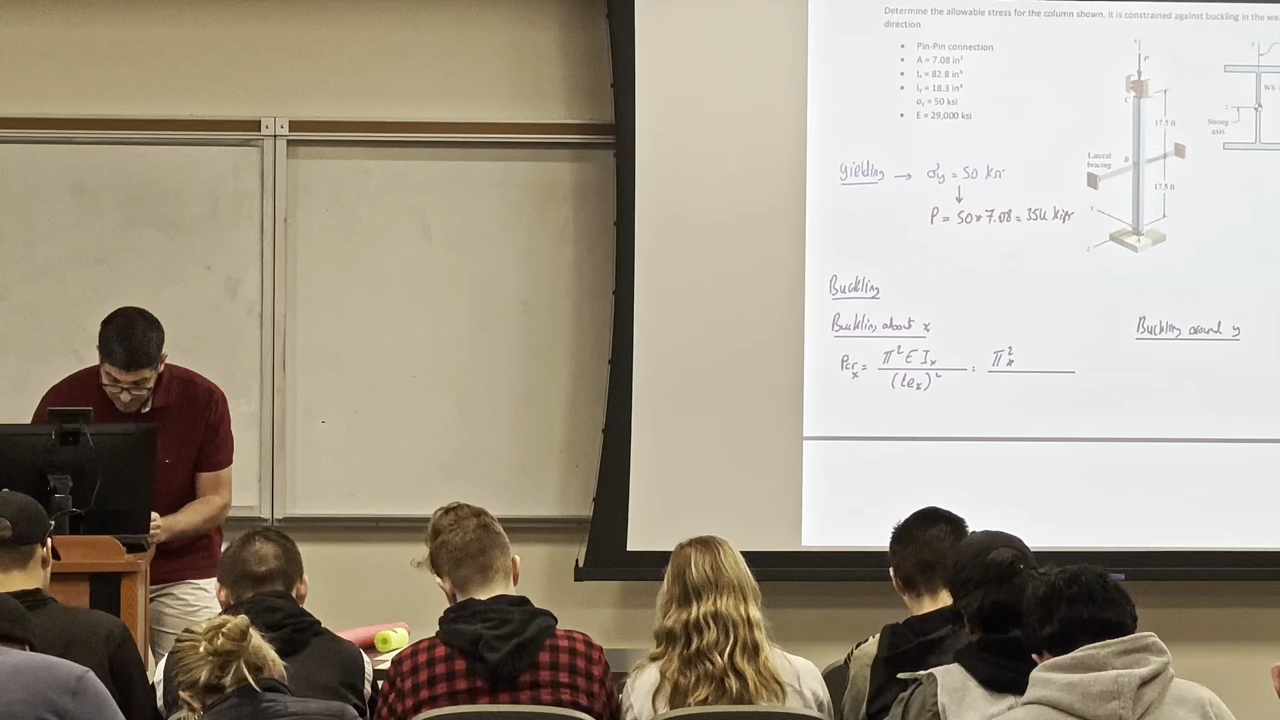 Determine the allowable stress for the column shown. It is constrained against buckling in the
direction
• Pin-Pin connection
• A = 7.08 in²
• Iₓ = 82.8 in⁴
• Iᵧ = 18.3 in⁴
σᵧ = 50 ksi
• E = 29,000 ksi
P
C
17.5 ft
Strong
axis
Lateral
bracing
B
17.5 ft
yielding → σy = 50 ksi
P = 50*7.08 = 354 kips
Buckling
Buckling about x
Buckling around y
Pcrₓ = π² E Iₓ / (Leₓ)² = π²